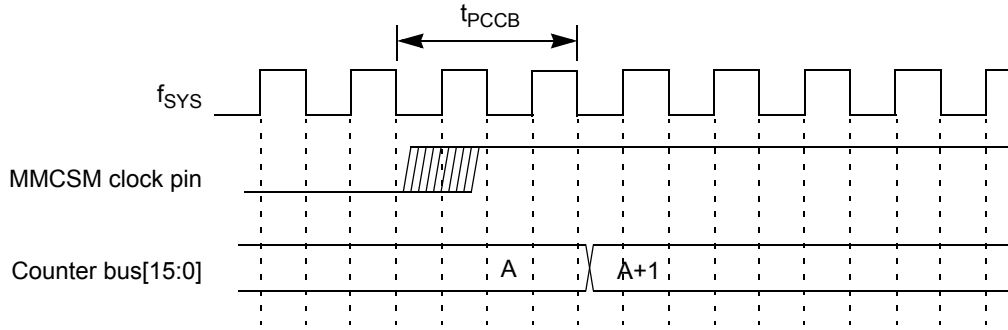 tPCCB
fSYS
MMCSM clock pin
Counter bus[15:0]
A
A+1